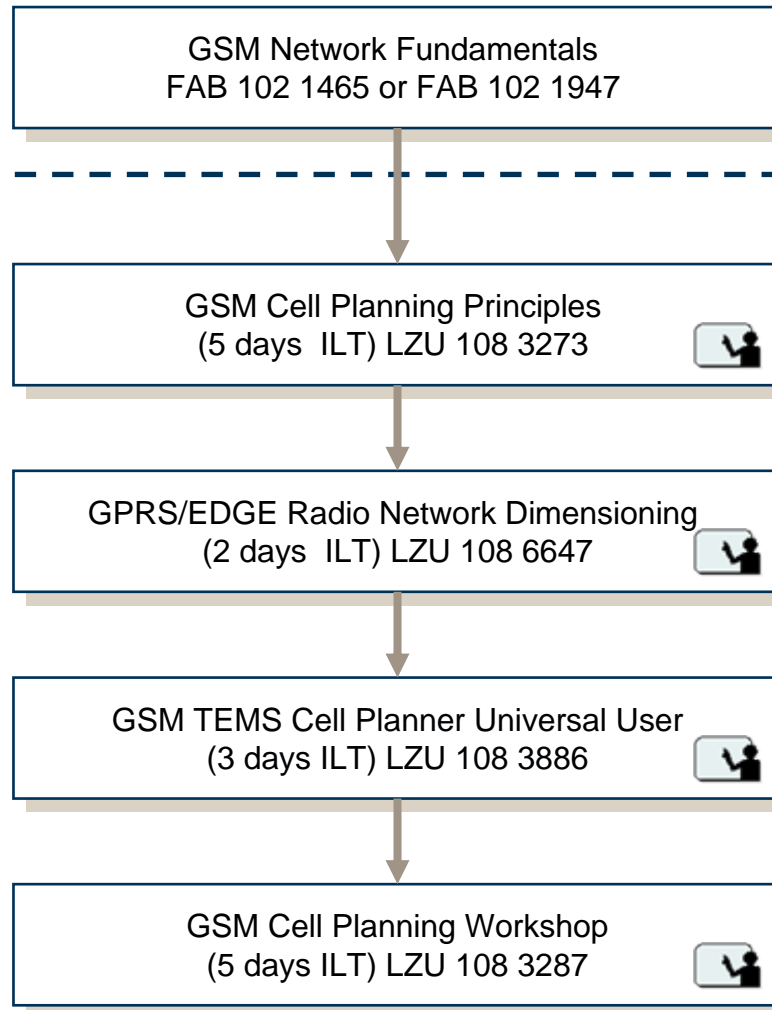 GSM Network Fundamentals
FAB 102 1465 or FAB 102 1947
GSM Cell Planning Principles
(5 days ILT) LZU 108 3273
GPRS/EDGE Radio Network Dimensioning
(2 days ILT) LZU 108 6647
GSM TEMS Cell Planner Universal User
(3 days ILT) LZU 108 3886
GSM Cell Planning Workshop
(5 days ILT) LZU 108 3287